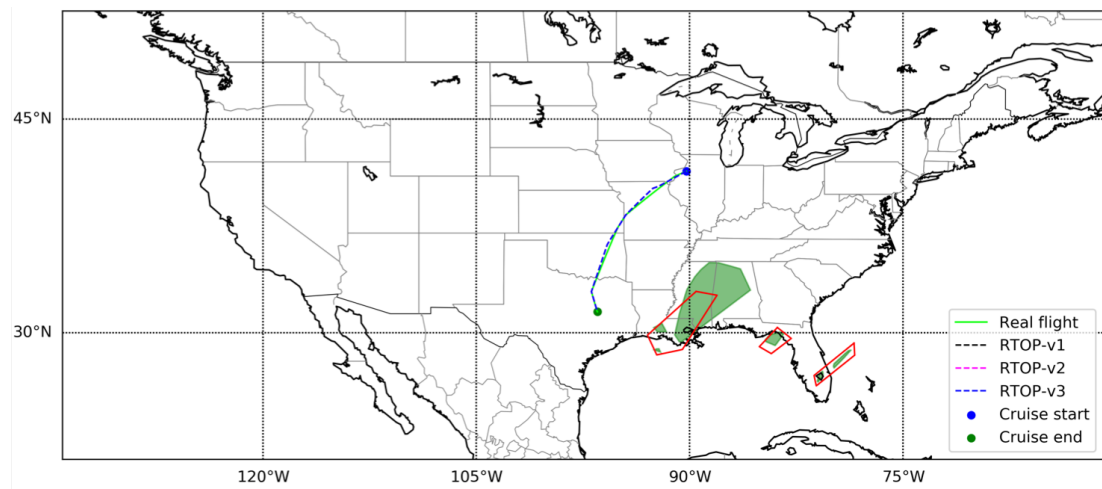 45°N
30°N
120°W
105°W
90°W
75°W
Real flight
RTOP-v1
RTOP-v2
RTOP-v3
Cruise start
Cruise end